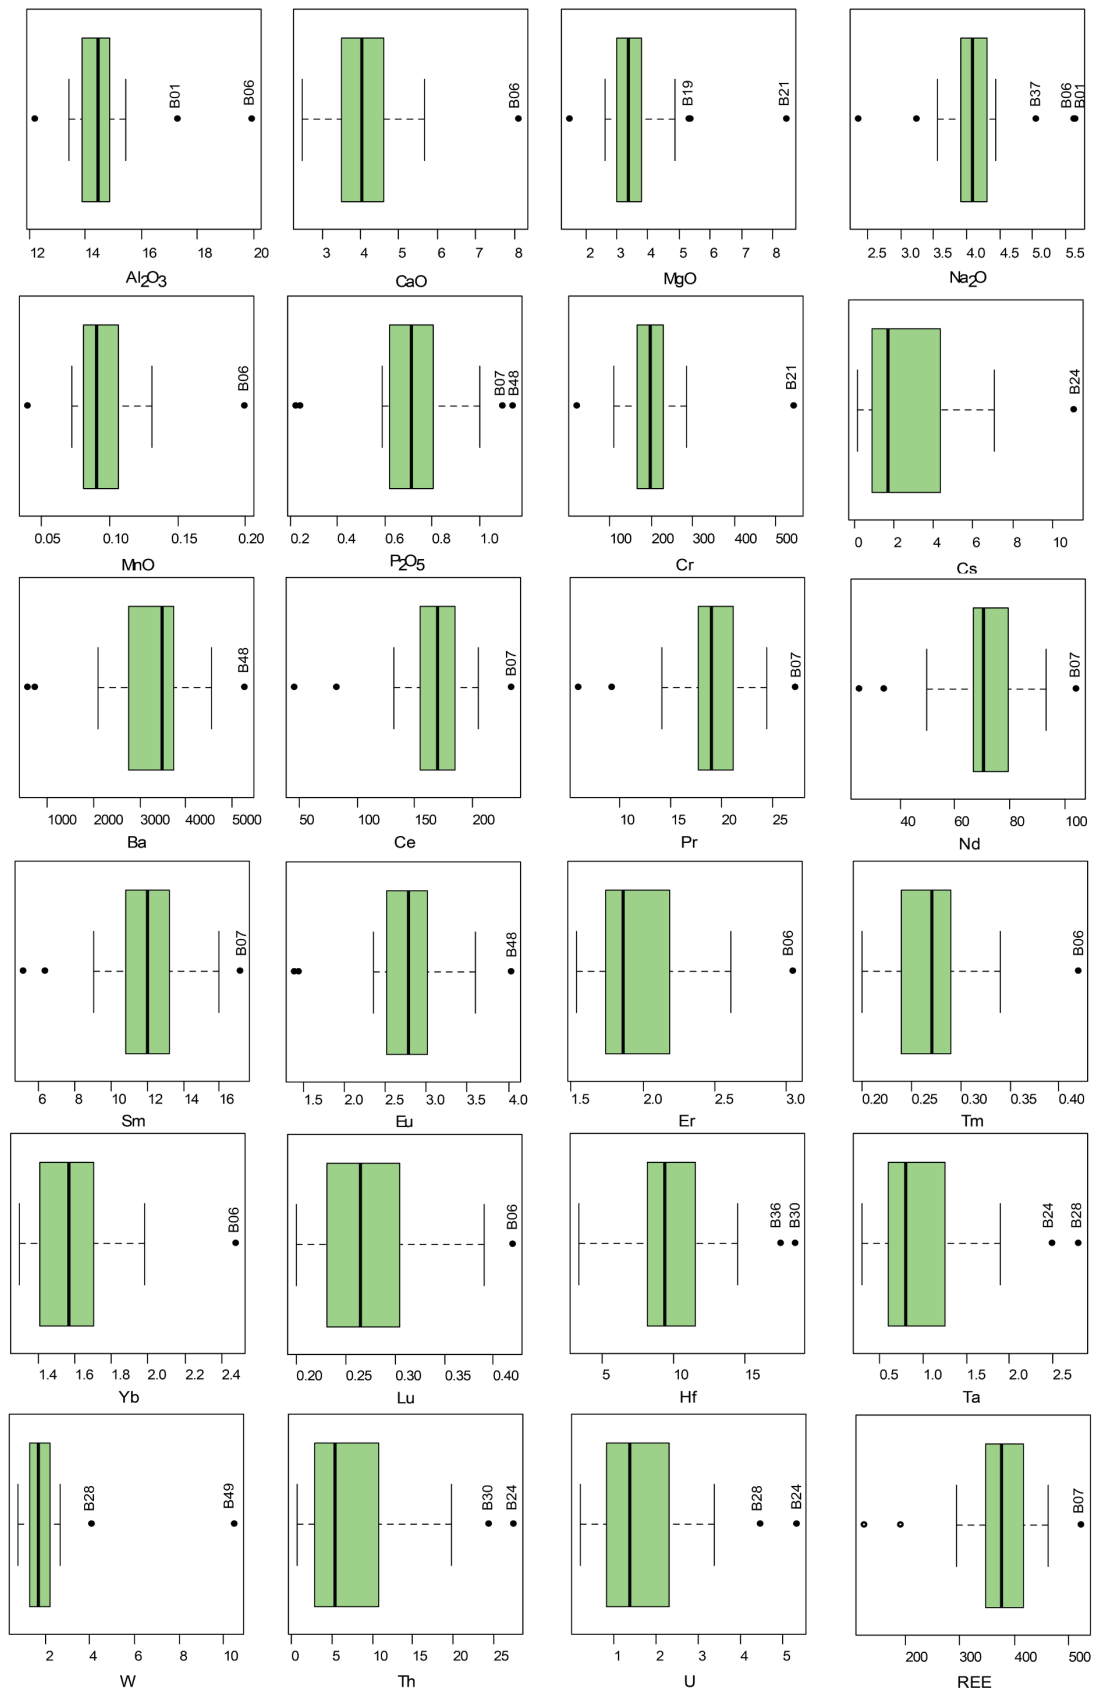 B01 B06
12 14 16 18 20
Al2O3
B06
3 4 5 6 7 8
CaO
B19 B21
2 3 4 5 6 7 8
MgO
B37 B06 B01
2.5 3.0 3.5 4.0 4.5 5.0 5.5
Na2O
B06
0.05 0.10 0.15 0.20
MnO
B07 B48
0.2 0.4 0.6 0.8 1.0
P2O5
B21
100 200 300 400 500
Cr
B24
0 2 4 6 8 10
Cs
B48
1000 2000 3000 4000 5000
Ba
B07
50 100 150 200
Ce
B07
10 15 20 25
Pr
B07
40 60 80 100
Nd
B07
6 8 10 12 14 16
Sm
B48
1.5 2.0 2.5 3.0 3.5 4.0
Eu
B06
1.5 2.0 2.5 3.0
Er
B06
0.20 0.25 0.30 0.35 0.40
Tm
B06
1.4 1.6 1.8 2.0 2.2 2.4
Yb
B06
0.20 0.25 0.30 0.35 0.40
Lu
B36 B30
5 10 15
Hf
B24 B28
0.5 1.0 1.5 2.0 2.5
Ta
B28 B49
2 4 6 8 10
W
B30 B24
0 5 10 15 20 25
Th
B28 B24
1 2 3 4 5
U
B07
200 300 400 500
REE